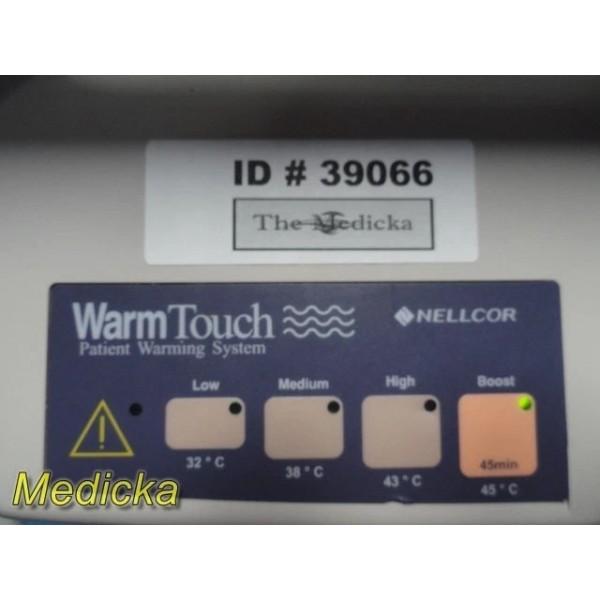 ID # 39066
The Medicka
WarmTouch
NELLCOR
Patient Warming System
Low
Medium
High
Boost
!
45min
32 ° C
38 ° C
43 ° C
45 ° C
Medicka